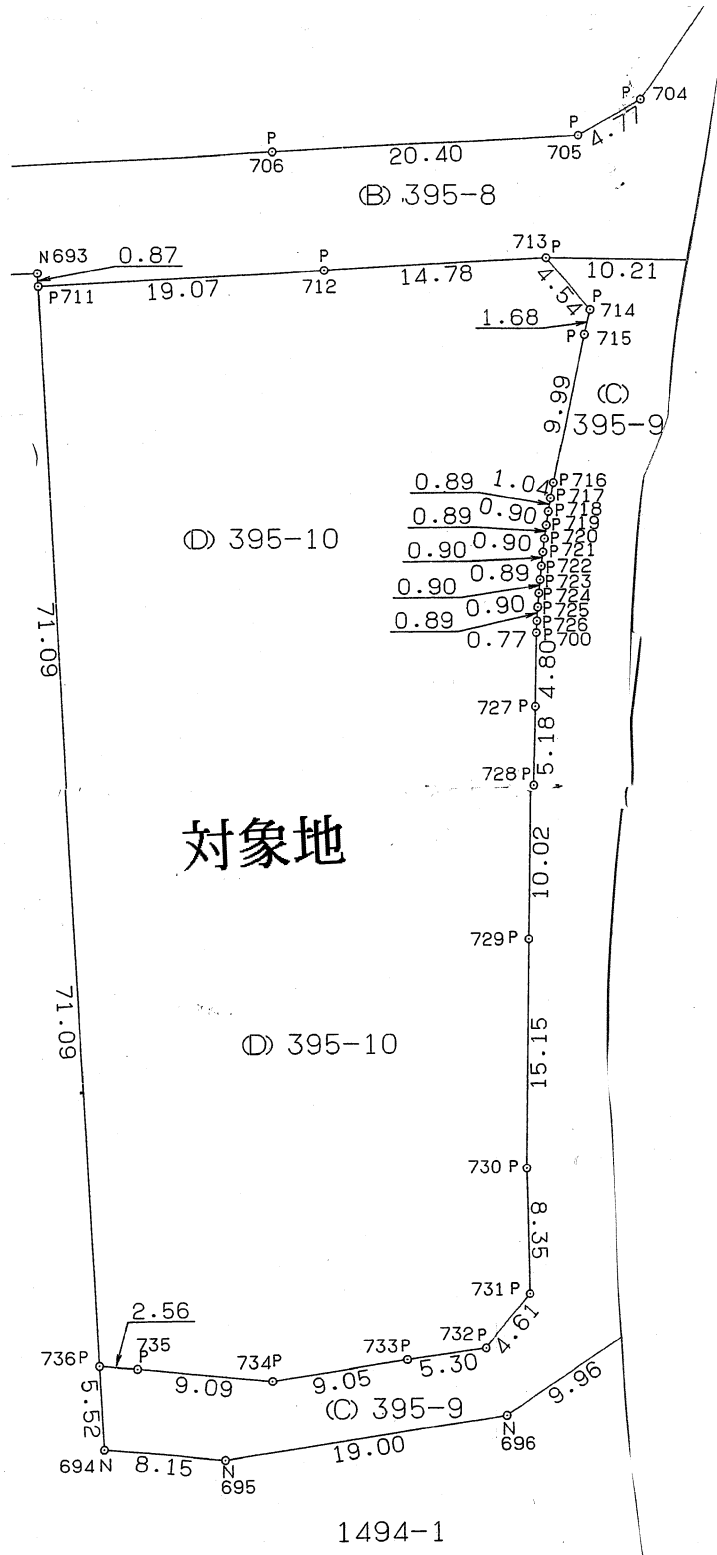 P 704
P
4.77
P
20.40
705
706
(B) 395-8
N693 0.87
713 P
P
10.21
P711 19.07 712 14.78
4.54
P
714
1.68
P 715
9.99
(C)
395-9
0.89 1.04 P716
P717
0.90 P718
0.89 P719
(D) 395-10
0.90 P720
0.90 P721
0.89 P722
0.90 P723
0.90 P724
P725
0.89 P726
0.77 P700
71.09
4.80
727 P
5.18
728 P
対象地
10.02
729 P
71.09
(D) 395-10
15.15
730 P
8.35
731 P
2.56
4.61
735
P
732 P
736P
733P
734P
5.30
9.09
9.05
5.52
(C) 395-9
9.96
N
696
19.00
694 N
8.15
N
695
1494-1